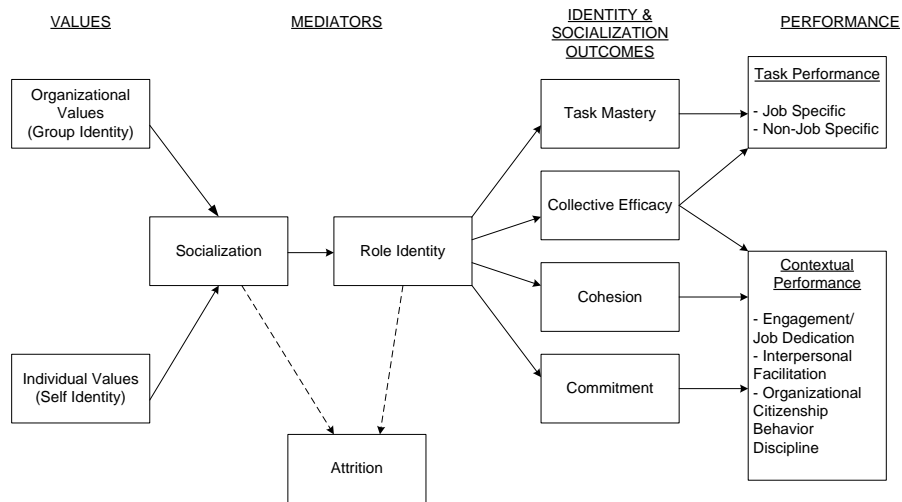 VALUES
MEDIATORS
IDENTITY &
SOCIALIZATION
OUTCOMES
PERFORMANCE
Organizational
Values
(Group Identity)
Individual Values
(Self Identity)
Socialization
Role Identity
Attrition
Task Mastery
Collective Efficacy
Cohesion
Commitment
Task Performance
- Job Specific
- Non-Job Specific
Contextual
Performance
- Engagement/
Job Dedication
- Interpersonal
Facilitation
- Organizational
Citizenship
Behavior
Discipline